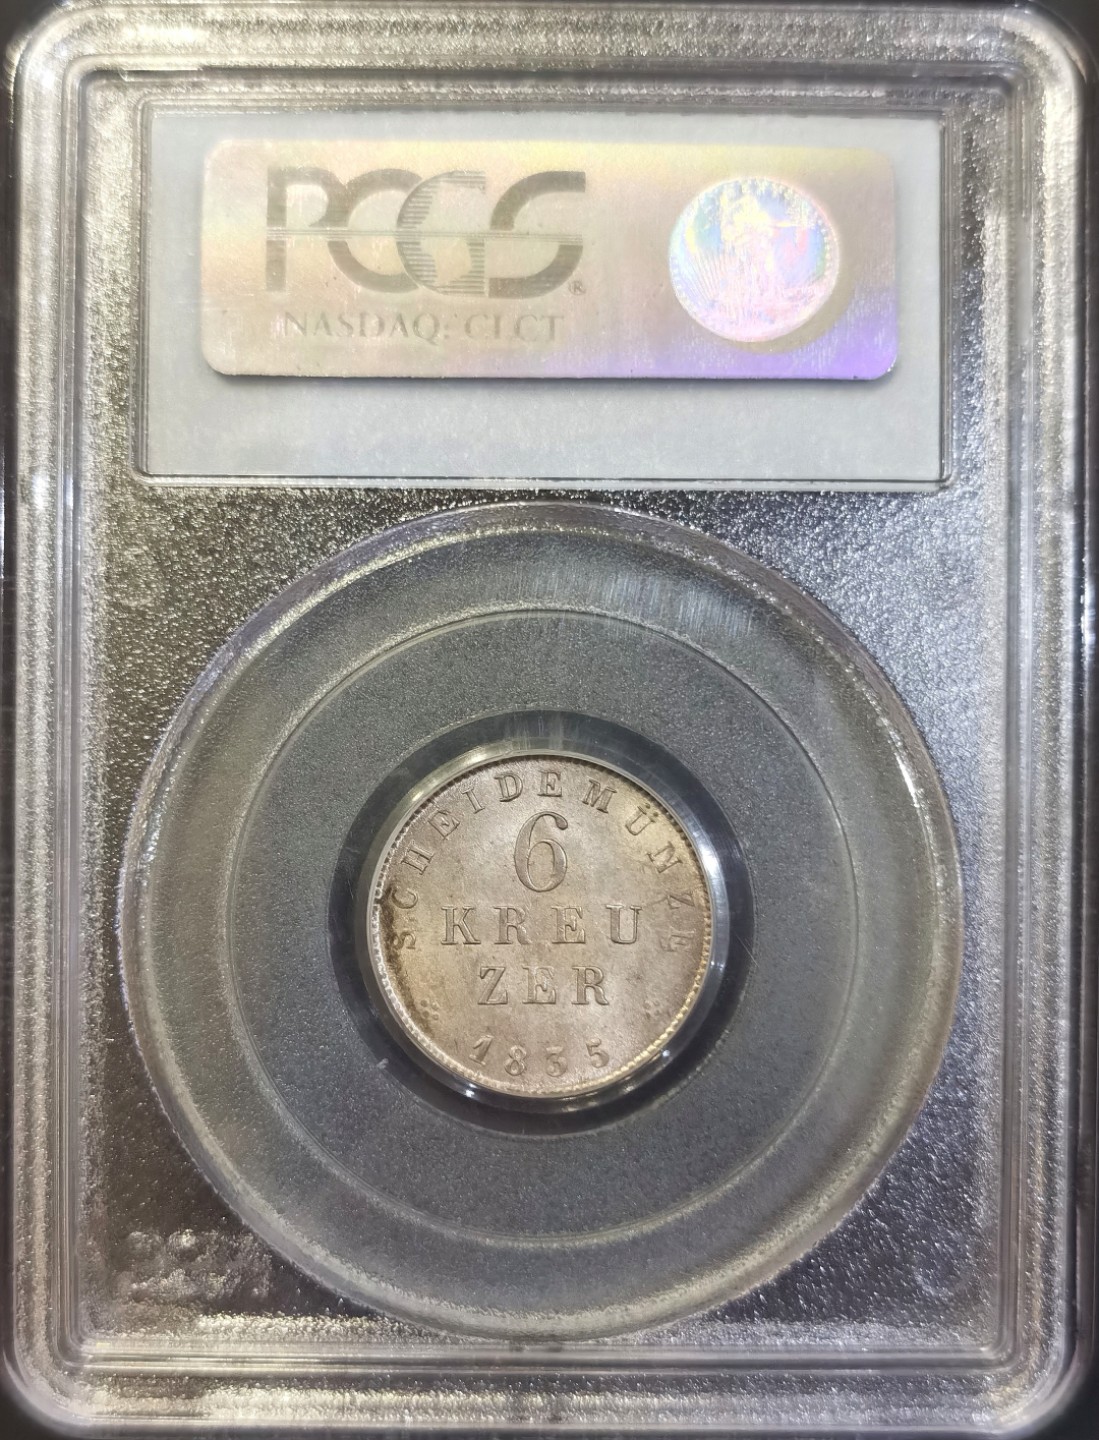 PCGS®
NASDAQ: CLCT
SCHEIDEMÜNZE
6
KREU
ZER
1835